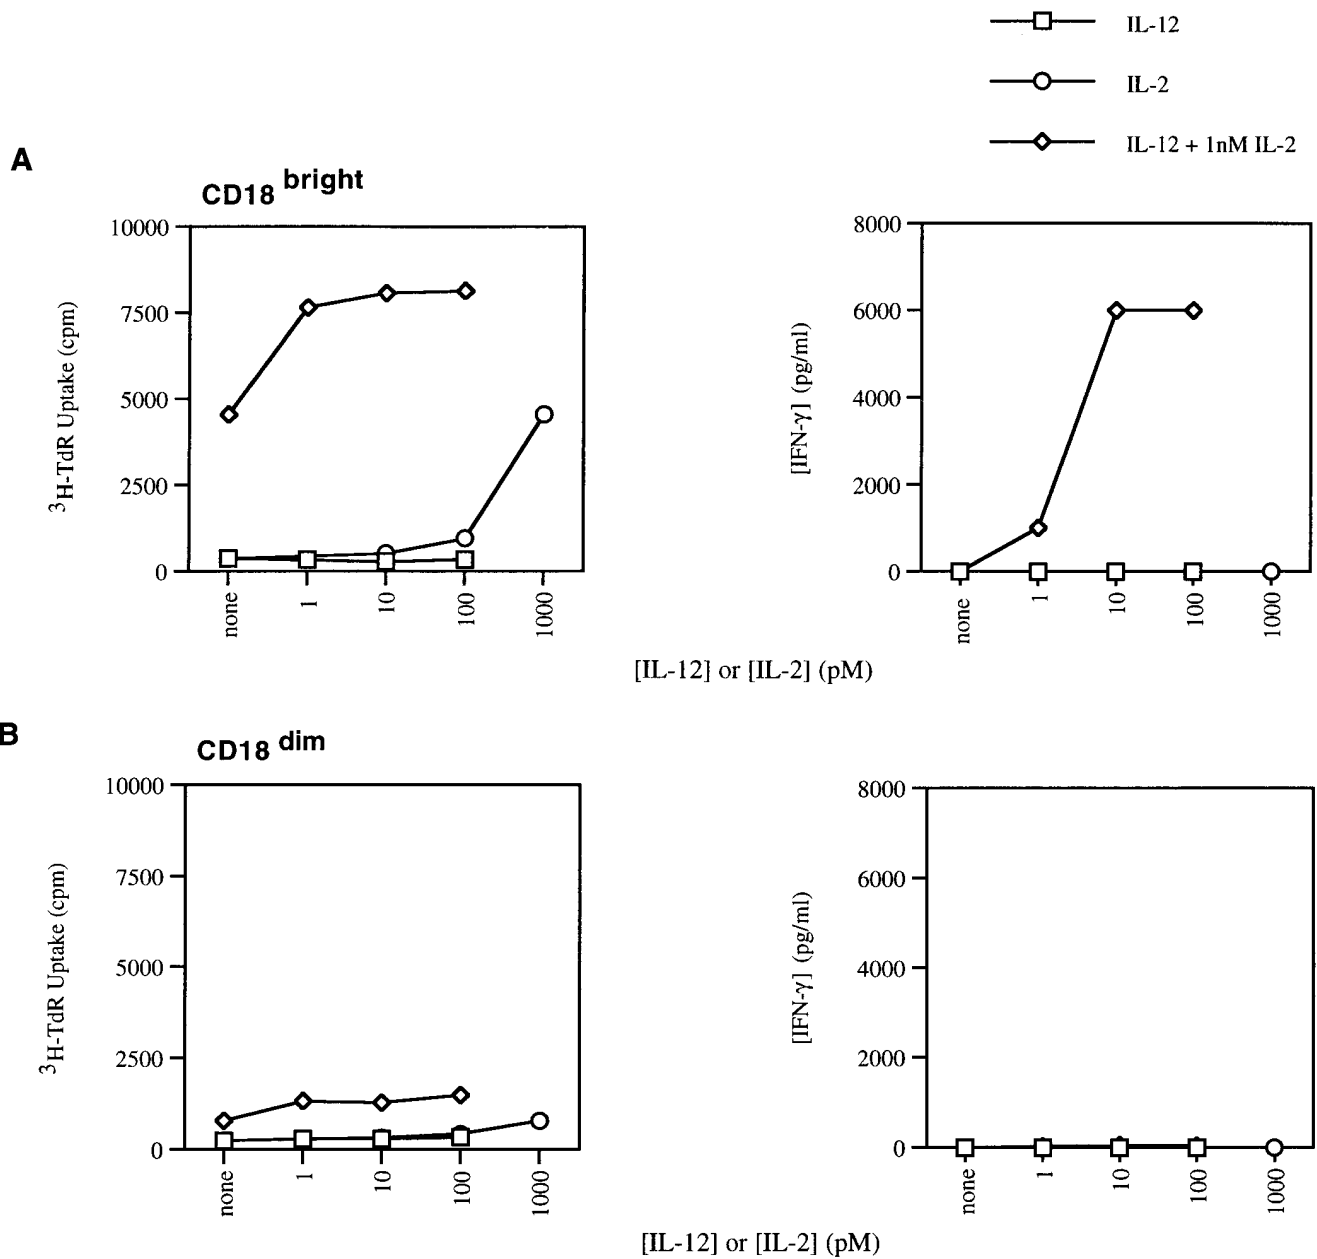 IL-12
IL-2
IL-12 + 1nM IL-2
A
CD18 bright
10000
7500
5000
2500
0
³H-TdR Uptake (cpm)
none
1
10
100
1000
8000
6000
4000
2000
0
[IFN-γ] (pg/ml)
none
1
10
100
1000
[IL-12] or [IL-2] (pM)
B
CD18 dim
10000
7500
5000
2500
0
³H-TdR Uptake (cpm)
none
1
10
100
1000
8000
6000
4000
2000
0
[IFN-γ] (pg/ml)
none
1
10
100
1000
[IL-12] or [IL-2] (pM)